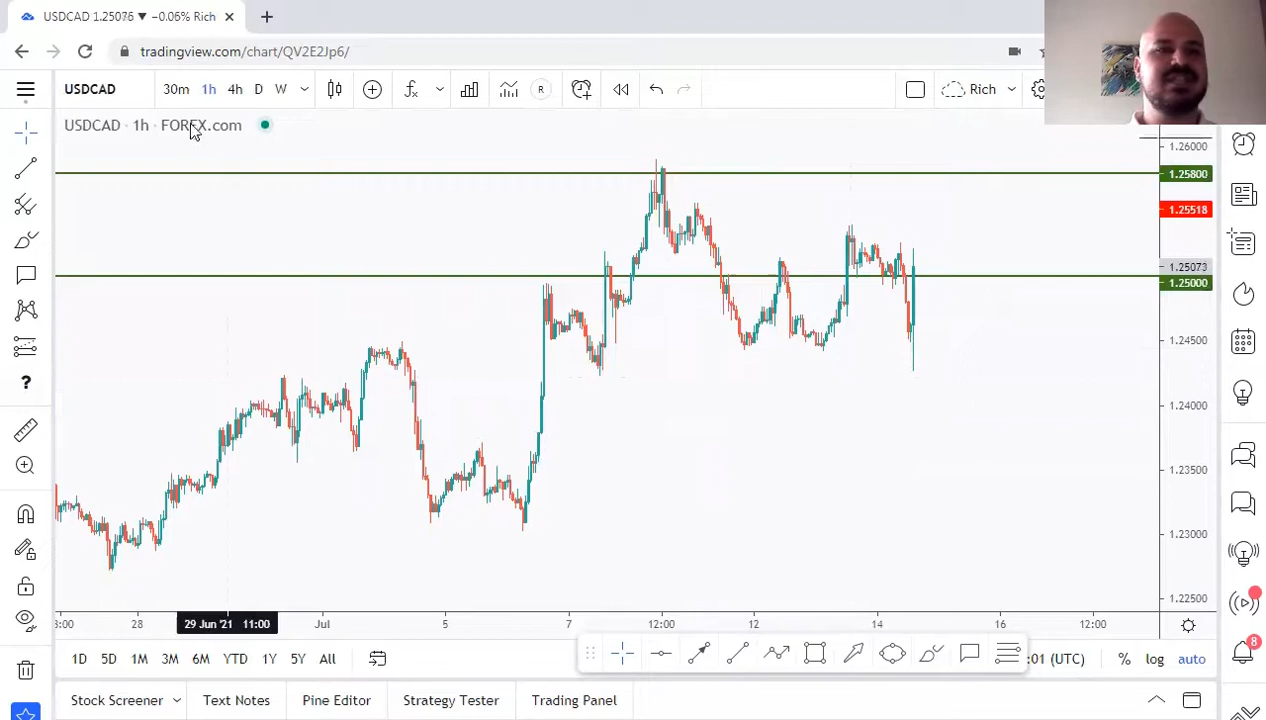 USDCAD 1.25076 ▼ −0.06% Rich
tradingview.com/chart/QV2E2Jp6/
USDCAD 30m 1h 4h D W R Rich
USDCAD · 1h · FOREX.com
1.26000
1.25800
1.25518
1.25073
1.25000
1.24500
1.24000
1.23500
1.23000
1.22500
28 29 Jun '21 11:00 Jul 5 7 12:00 12 14 16 12:00
1D 5D 1M 3M 6M YTD 1Y 5Y All :01 (UTC) % log auto
8
Stock Screener Text Notes Pine Editor Strategy Tester Trading Panel